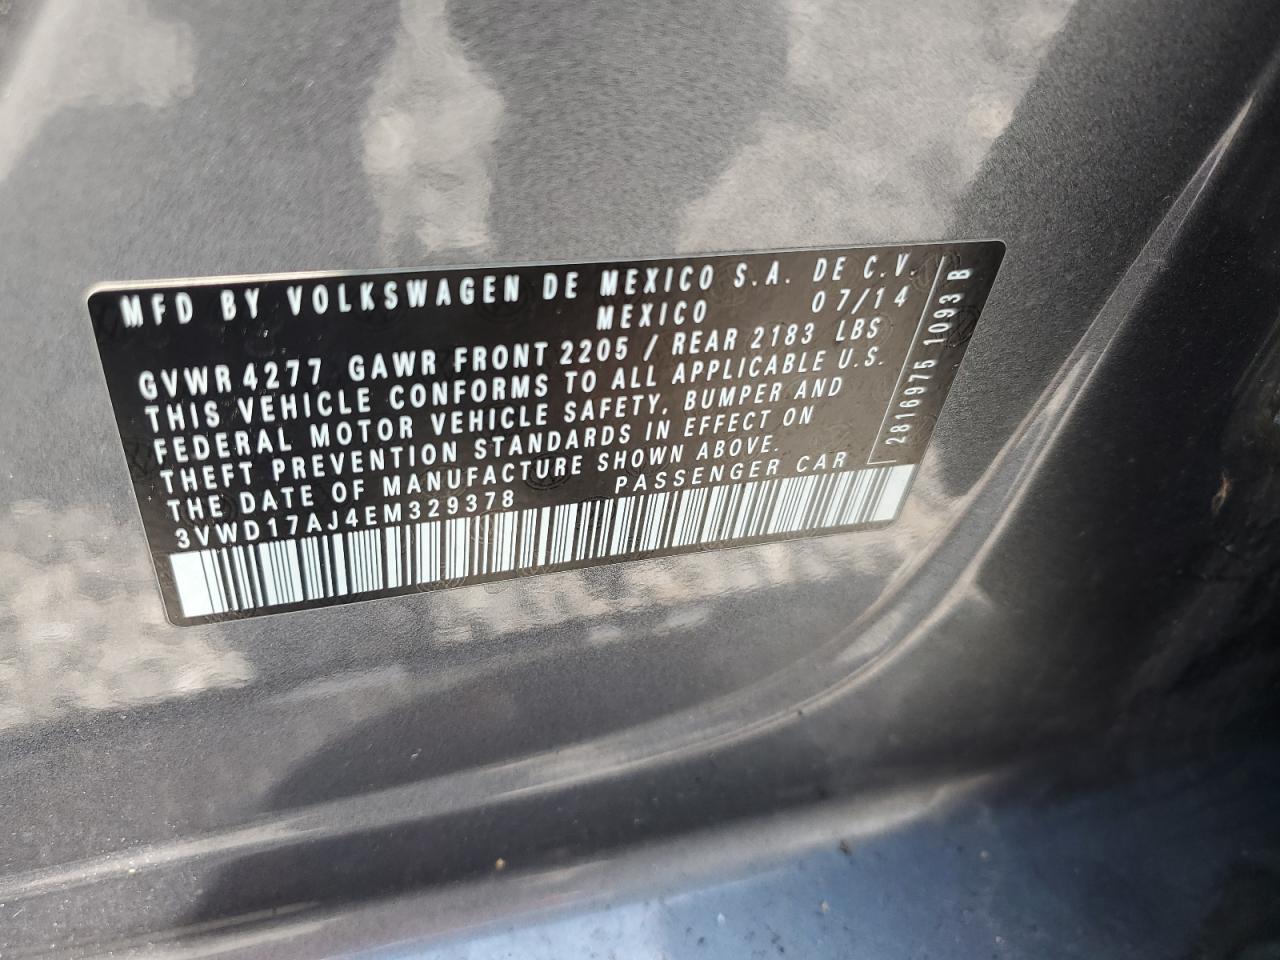 MFD BY VOLKSWAGEN DE MEXICO S.A. DE C.V.
MEXICO 07/14
GVWR 4277 GAWR FRONT 2205 / REAR 2183 LBS
THIS VEHICLE CONFORMS TO ALL APPLICABLE U.S.
FEDERAL MOTOR VEHICLE SAFETY, BUMPER AND
THEFT PREVENTION STANDARDS IN EFFECT ON
THE DATE OF MANUFACTURE SHOWN ABOVE.
3VWD17AJ4EM329378 PASSENGER CAR
2816975 1093 B